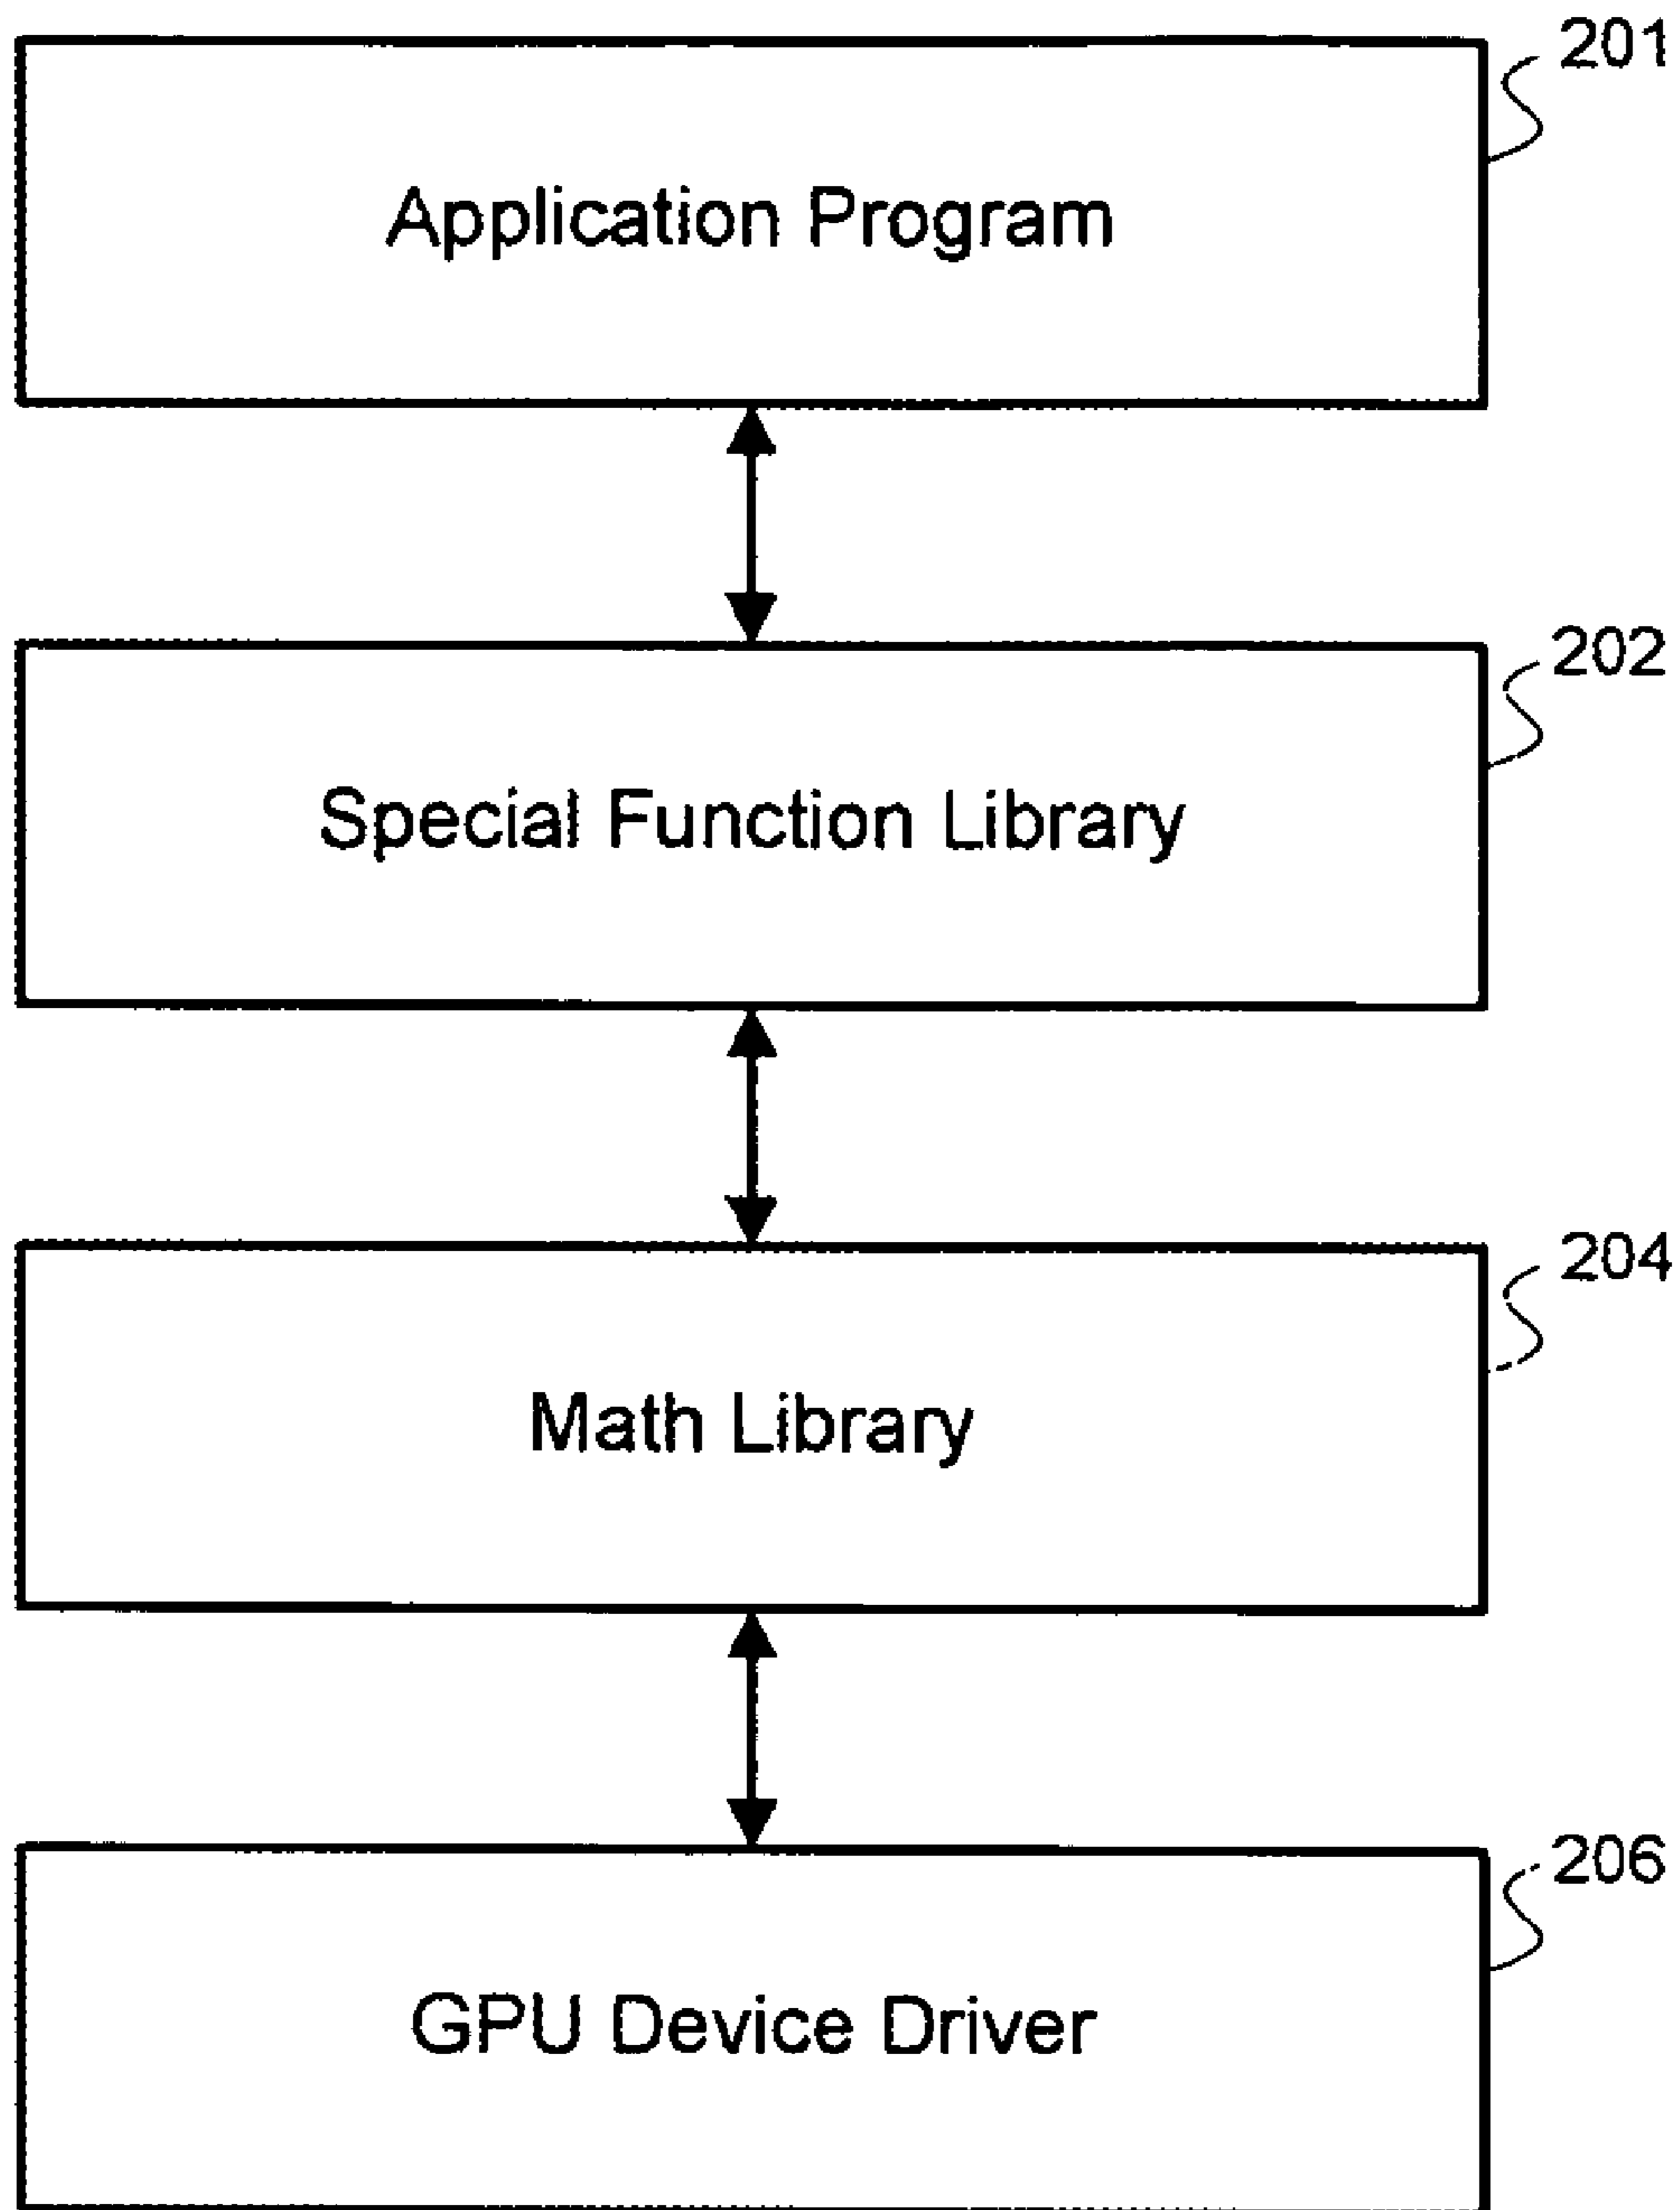 201
Application Program
202
Special Function Library
204
Math Library
206
GPU Device Driver